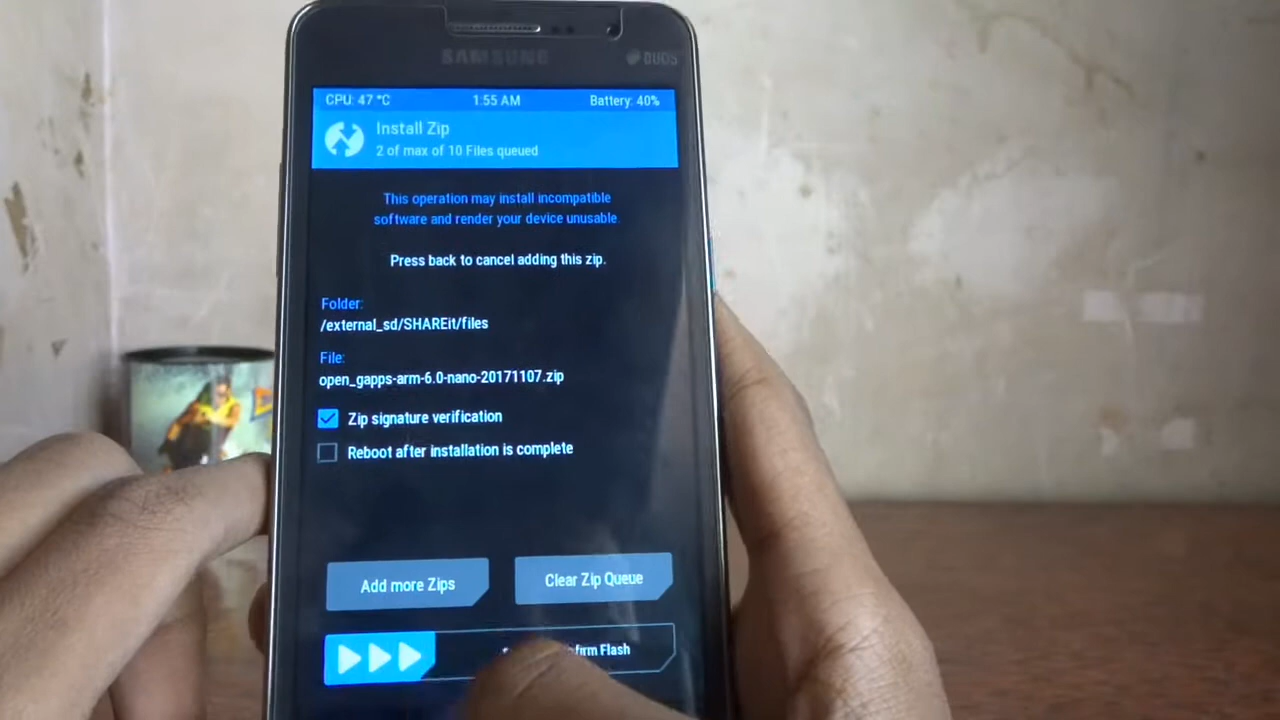 SAMSUNG
DUOS
CPU: 47 °C 1:55 AM Battery: 40%
Install Zip
2 of max of 10 Files queued
This operation may install incompatible
software and render your device unusable.
Press back to cancel adding this zip.
Folder:
/external_sd/SHAREit/files
File:
open_gapps-arm-6.0-nano-20171107.zip
Zip signature verification
Reboot after installation is complete
Add more Zips Clear Zip Queue
Flash